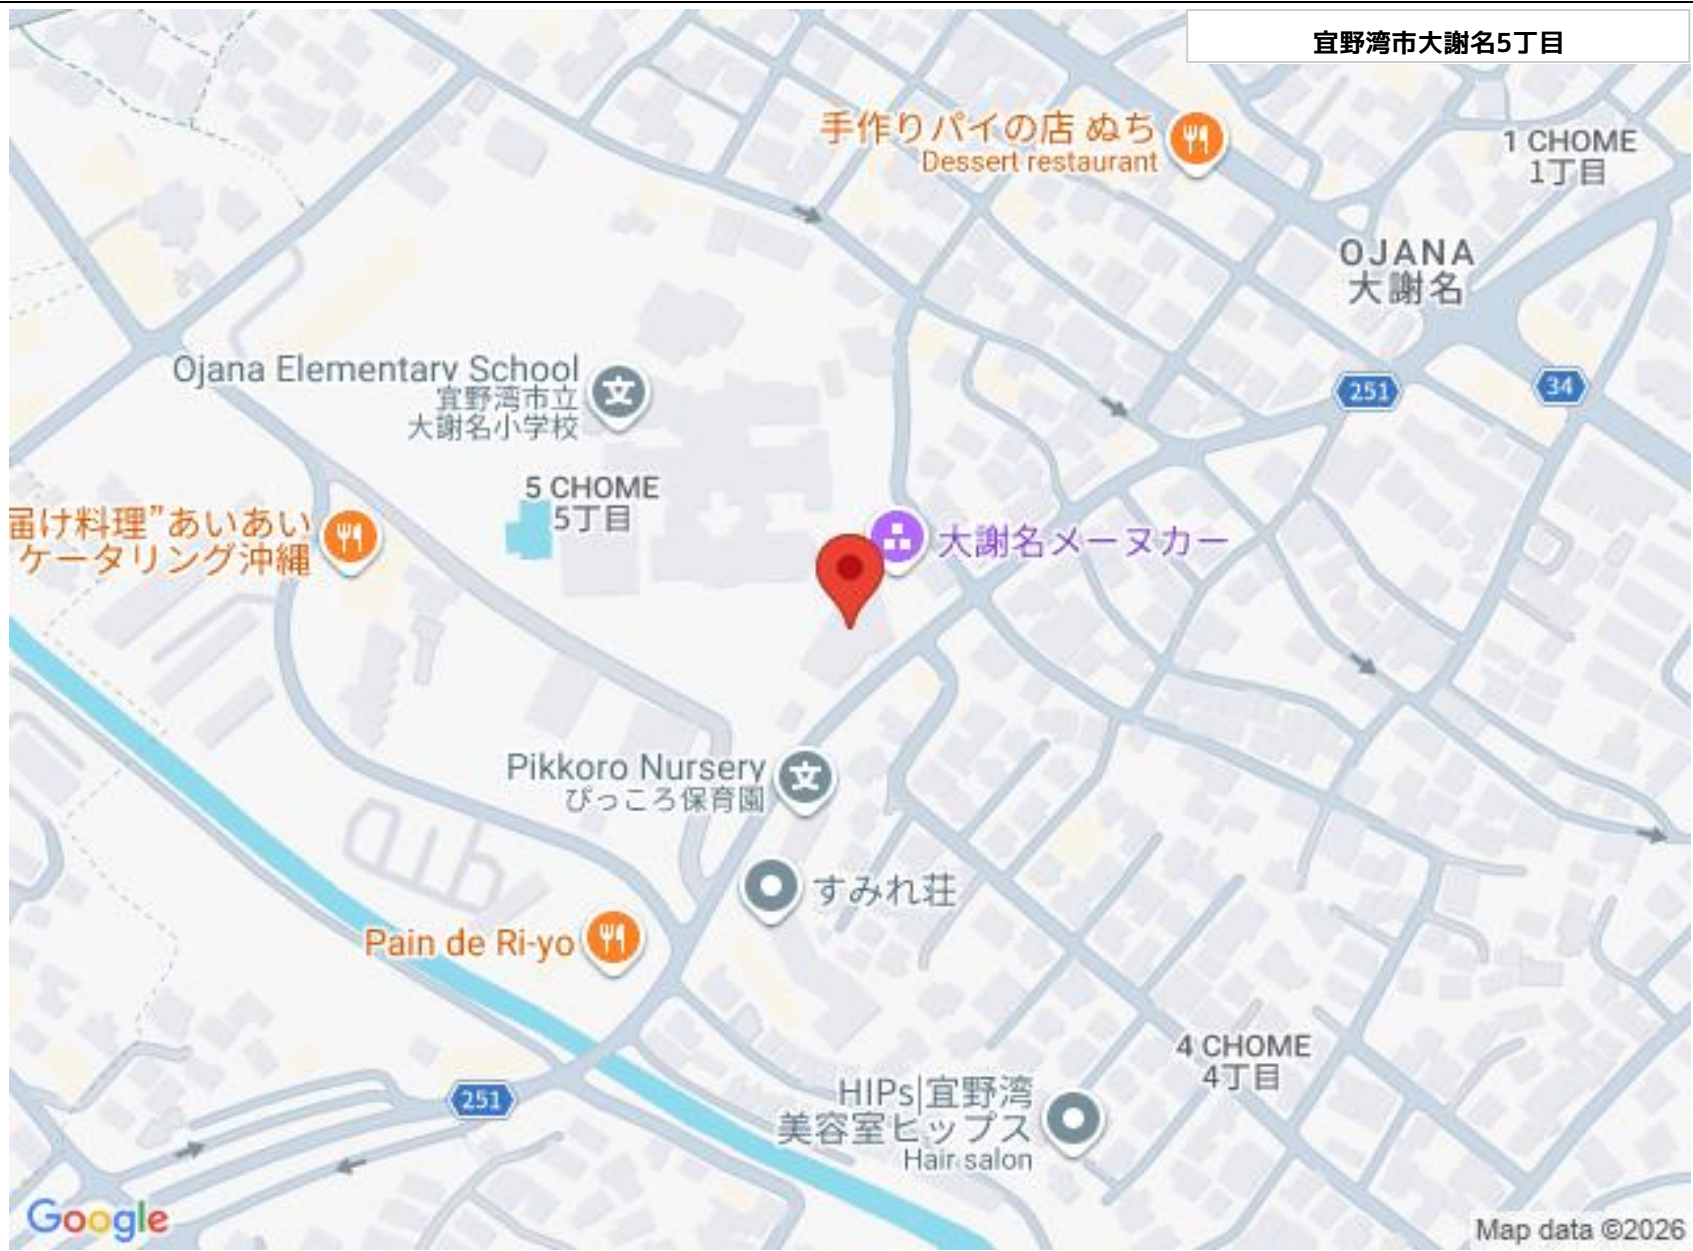 宜野湾市大謝名5丁目
手作りパイの店 ぬち
Dessert restaurant
1 CHOME
1丁目
OJANA
大謝名
Ojana Elementary School
宜野湾市立
大謝名小学校
251
34
5 CHOME
5丁目
届け料理”あいあい
ケータリング沖縄
大謝名メーヌカー
Pikkoro Nursery
ぴっころ保育園
すみれ荘
Pain de Ri-yo
4 CHOME
4丁目
251
HIPs|宜野湾
美容室ヒップス
Hair salon
Google
Map data ©2026